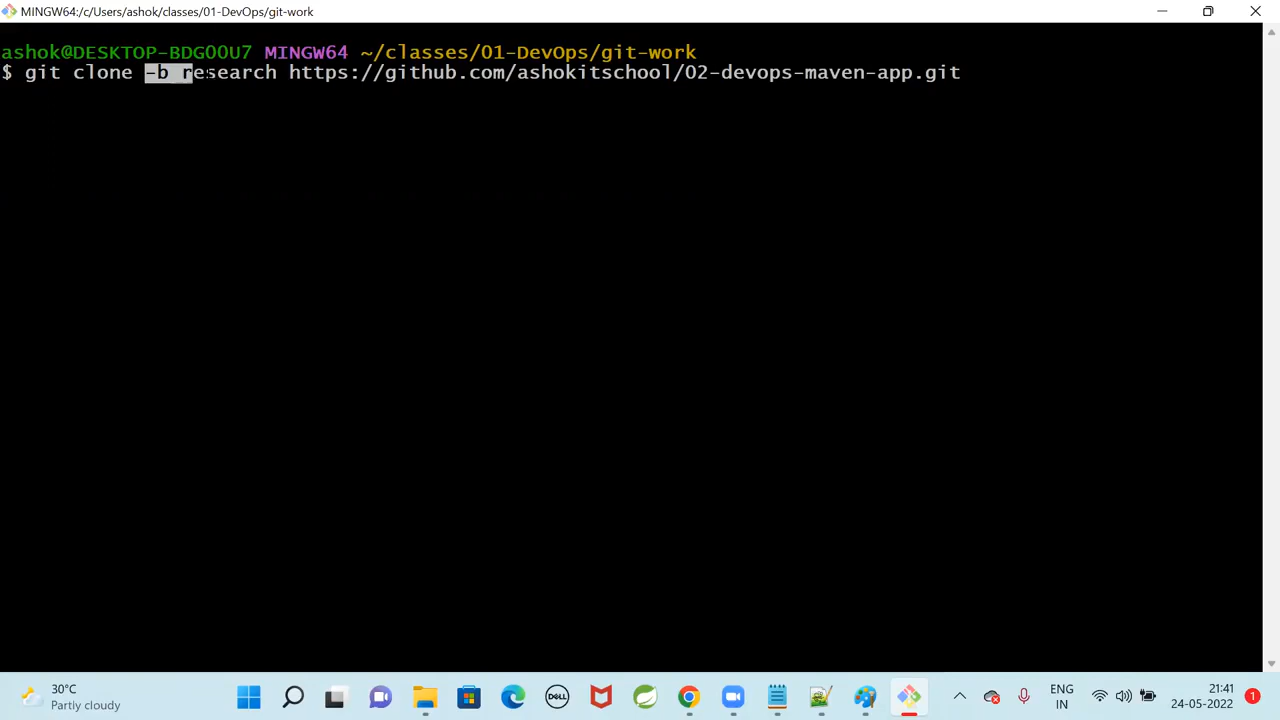 MINGW64:/c/Users/ashok/classes/01-DevOps/git-work
ashok@DESKTOP-BDG00U7 MINGW64 ~/classes/01-DevOps/git-work
$ git clone -b research https://github.com/ashokitschool/02-devops-maven-app.git
30°C
Partly cloudy
DELL
ENG
IN
21:41
24-05-2022
1